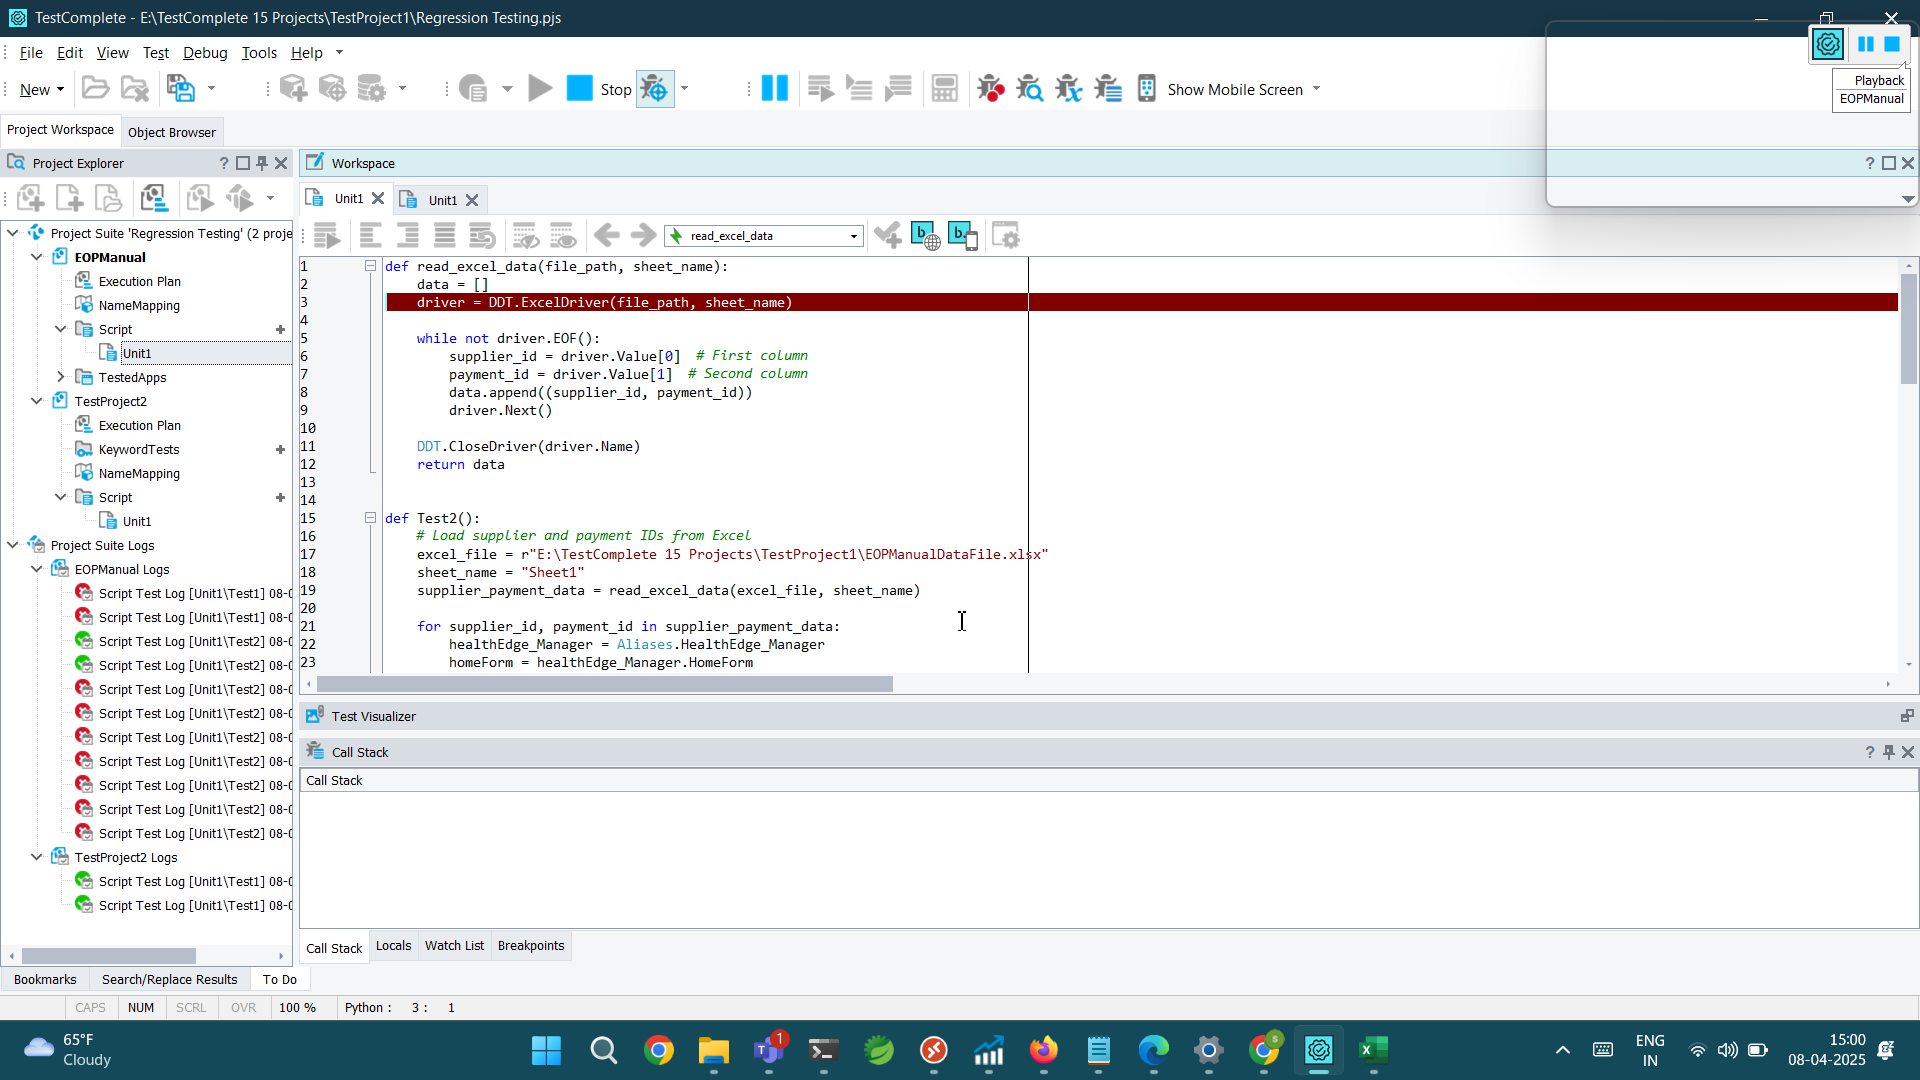 TestComplete - E:\TestComplete 15 Projects\TestProject1\Regression Testing.pjs
File Edit View Test Debug Tools Help
New Stop Show Mobile Screen
Playback
EOPManual
Project Workspace Object Browser
Project Explorer ?
Project Suite 'Regression Testing' (2 proje
EOPManual
Execution Plan
NameMapping
Script
Unit1
TestedApps
TestProject2
Execution Plan
KeywordTests
NameMapping
Script
Unit1
Project Suite Logs
EOPManual Logs
Script Test Log [Unit1\Test1] 08-0
Script Test Log [Unit1\Test1] 08-0
Script Test Log [Unit1\Test2] 08-0
Script Test Log [Unit1\Test2] 08-0
Script Test Log [Unit1\Test2] 08-0
Script Test Log [Unit1\Test2] 08-0
Script Test Log [Unit1\Test2] 08-0
Script Test Log [Unit1\Test2] 08-0
Script Test Log [Unit1\Test2] 08-0
Script Test Log [Unit1\Test2] 08-0
Script Test Log [Unit1\Test2] 08-0
TestProject2 Logs
Script Test Log [Unit1\Test1] 08-0
Script Test Log [Unit1\Test1] 08-0
Workspace ?
Unit1 Unit1
read_excel_data
1 def read_excel_data(file_path, sheet_name):
2 data = []
3 driver = DDT.ExcelDriver(file_path, sheet_name)
4
5 while not driver.EOF():
6 supplier_id = driver.Value[0] # First column
7 payment_id = driver.Value[1] # Second column
8 data.append((supplier_id, payment_id))
9 driver.Next()
10
11 DDT.CloseDriver(driver.Name)
12 return data
13
14
15 def Test2():
16 # Load supplier and payment IDs from Excel
17 excel_file = r"E:\TestComplete 15 Projects\TestProject1\EOPManualDataFile.xlsx"
18 sheet_name = "Sheet1"
19 supplier_payment_data = read_excel_data(excel_file, sheet_name)
20
21 for supplier_id, payment_id in supplier_payment_data:
22 healthEdge_Manager = Aliases.HealthEdge_Manager
23 homeForm = healthEdge_Manager.HomeForm
Test Visualizer
Call Stack ?
Call Stack
Call Stack Locals Watch List Breakpoints
Bookmarks Search/Replace Results To Do
CAPS NUM SCRL OVR 100 % Python : 3 : 1
65°F
Cloudy
1
ENG
IN
15:00
08-04-2025